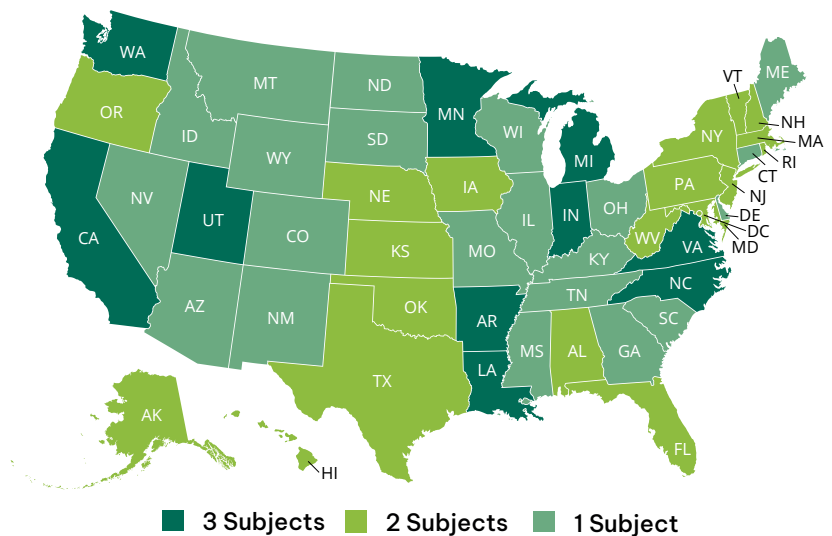 WA
MT
ND
MN
ME
VT
OR
ID
SD
WI
MI
NY
NH
MA
RI
CT
WY
NV
UT
CA
CO
NE
IA
IL
IN
OH
PA
NJ
DE
DC
MD
WV
VA
KS
MO
KY
NC
TN
SC
AZ
NM
OK
AR
MS
AL
GA
LA
TX
FL
AK
HI
3 Subjects
2 Subjects
1 Subject